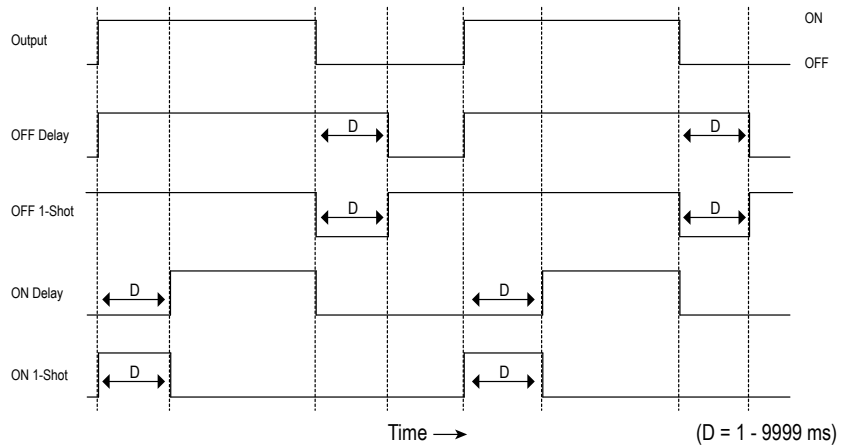 ON
Output
OFF
OFF Delay
D
D
OFF 1-Shot
D
D
ON Delay
D
D
ON 1-Shot
D
D
Time → (D = 1 - 9999 ms)